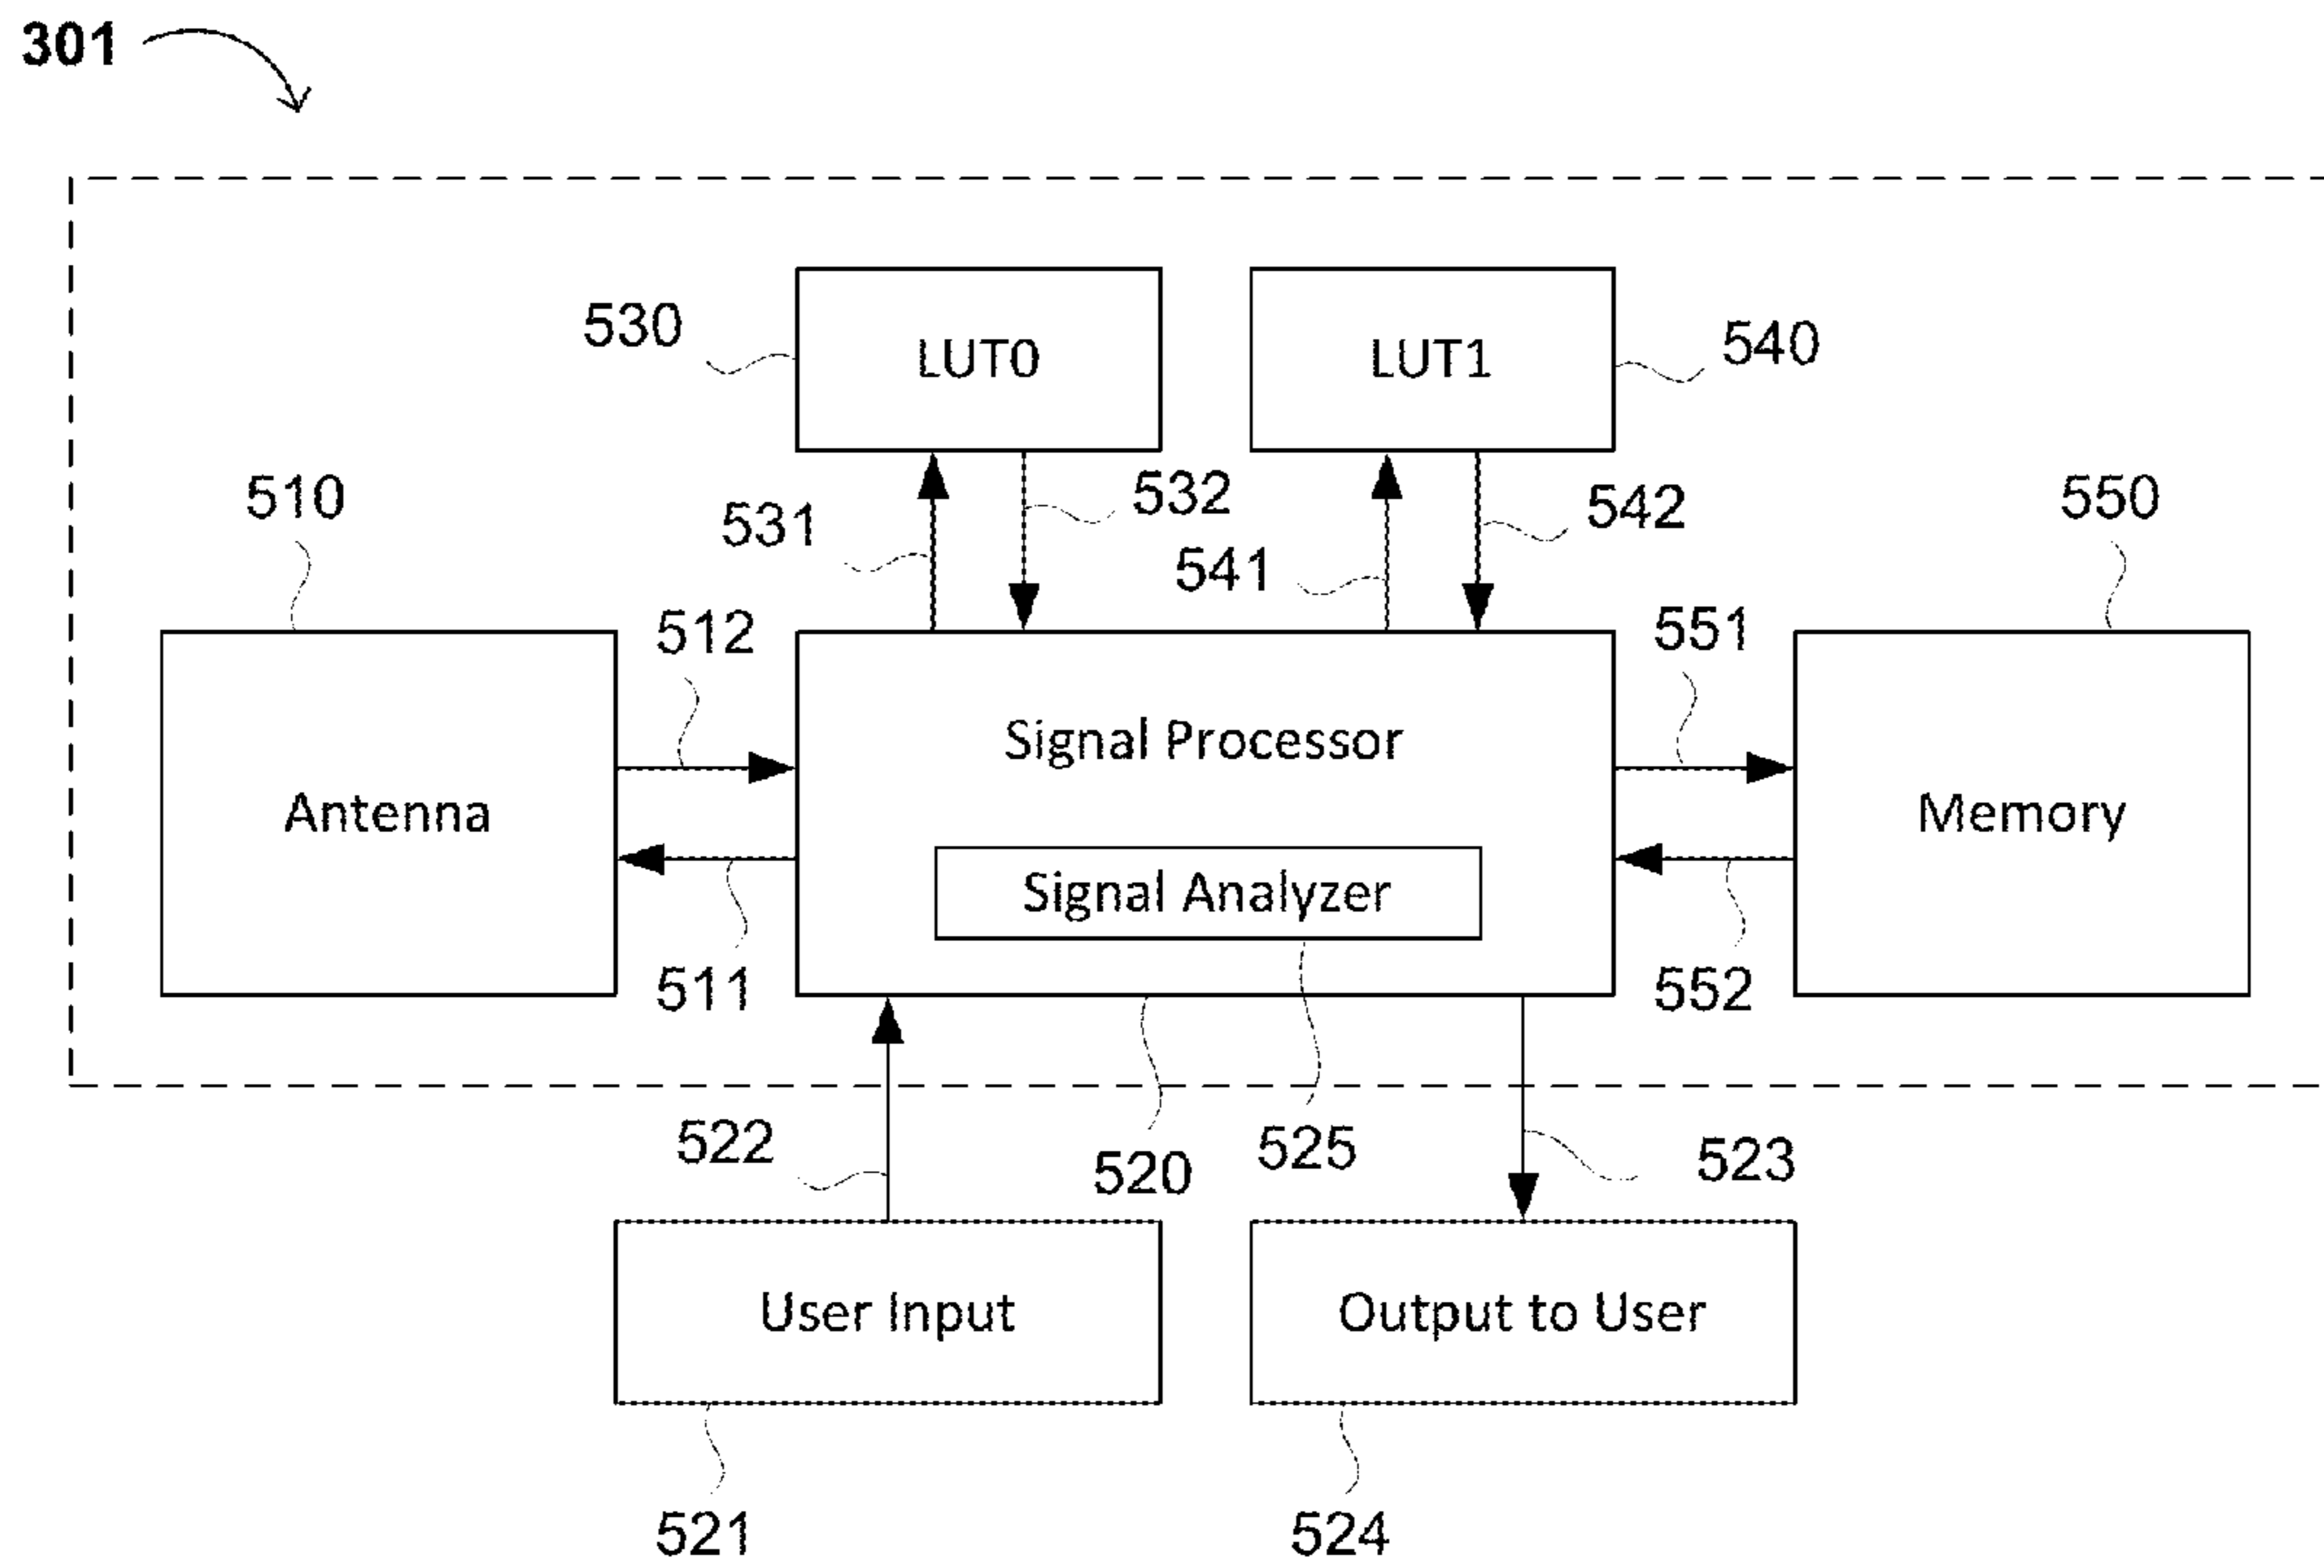 301
530
LUT0
LUT1
540
510
531
532
541
542
550
512
551
Antenna
Signal Processor
Memory
Signal Analyzer
511
552
522
520
525
523
User Input
Output to User
521
524